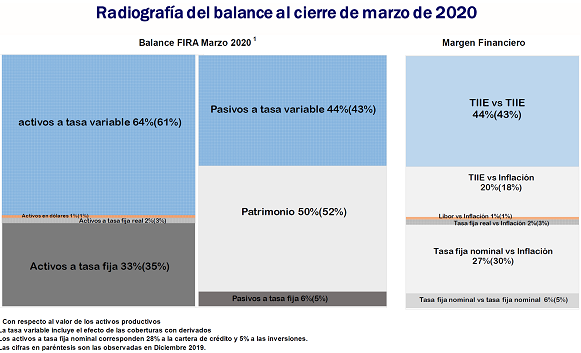 Radiografía del balance al cierre de marzo de 2020
Balance FIRA Marzo 2020 1
Margen Financiero
activos a tasa variable 64%(61%)
Activos en dólares 1%(1%)
Activos a tasa fija real 2%(3%)
Activos a tasa fija 33%(35%)
Pasivos a tasa variable 44%(43%)
Patrimonio 50%(52%)
Pasivos a tasa fija 6%(5%)
TIIE vs TIIE
44%(43%)
TIIE vs Inflación
20%(18%)
Libor vs Inflación 1%(1%)
Tasa fija real vs Inflación 2%(3%)
Tasa fija nominal vs Inflación
27%(30%)
Tasa fija nominal vs tasa fija nominal 6%(5%)
Con respecto al valor de los activos productivos
La tasa variable incluye el efecto de las coberturas con derivados
Los activos a tasa fija nominal corresponden 28% a la cartera de crédito y 5% a las inversiones.
Las cifras en paréntesis son las observadas en Diciembre 2019.